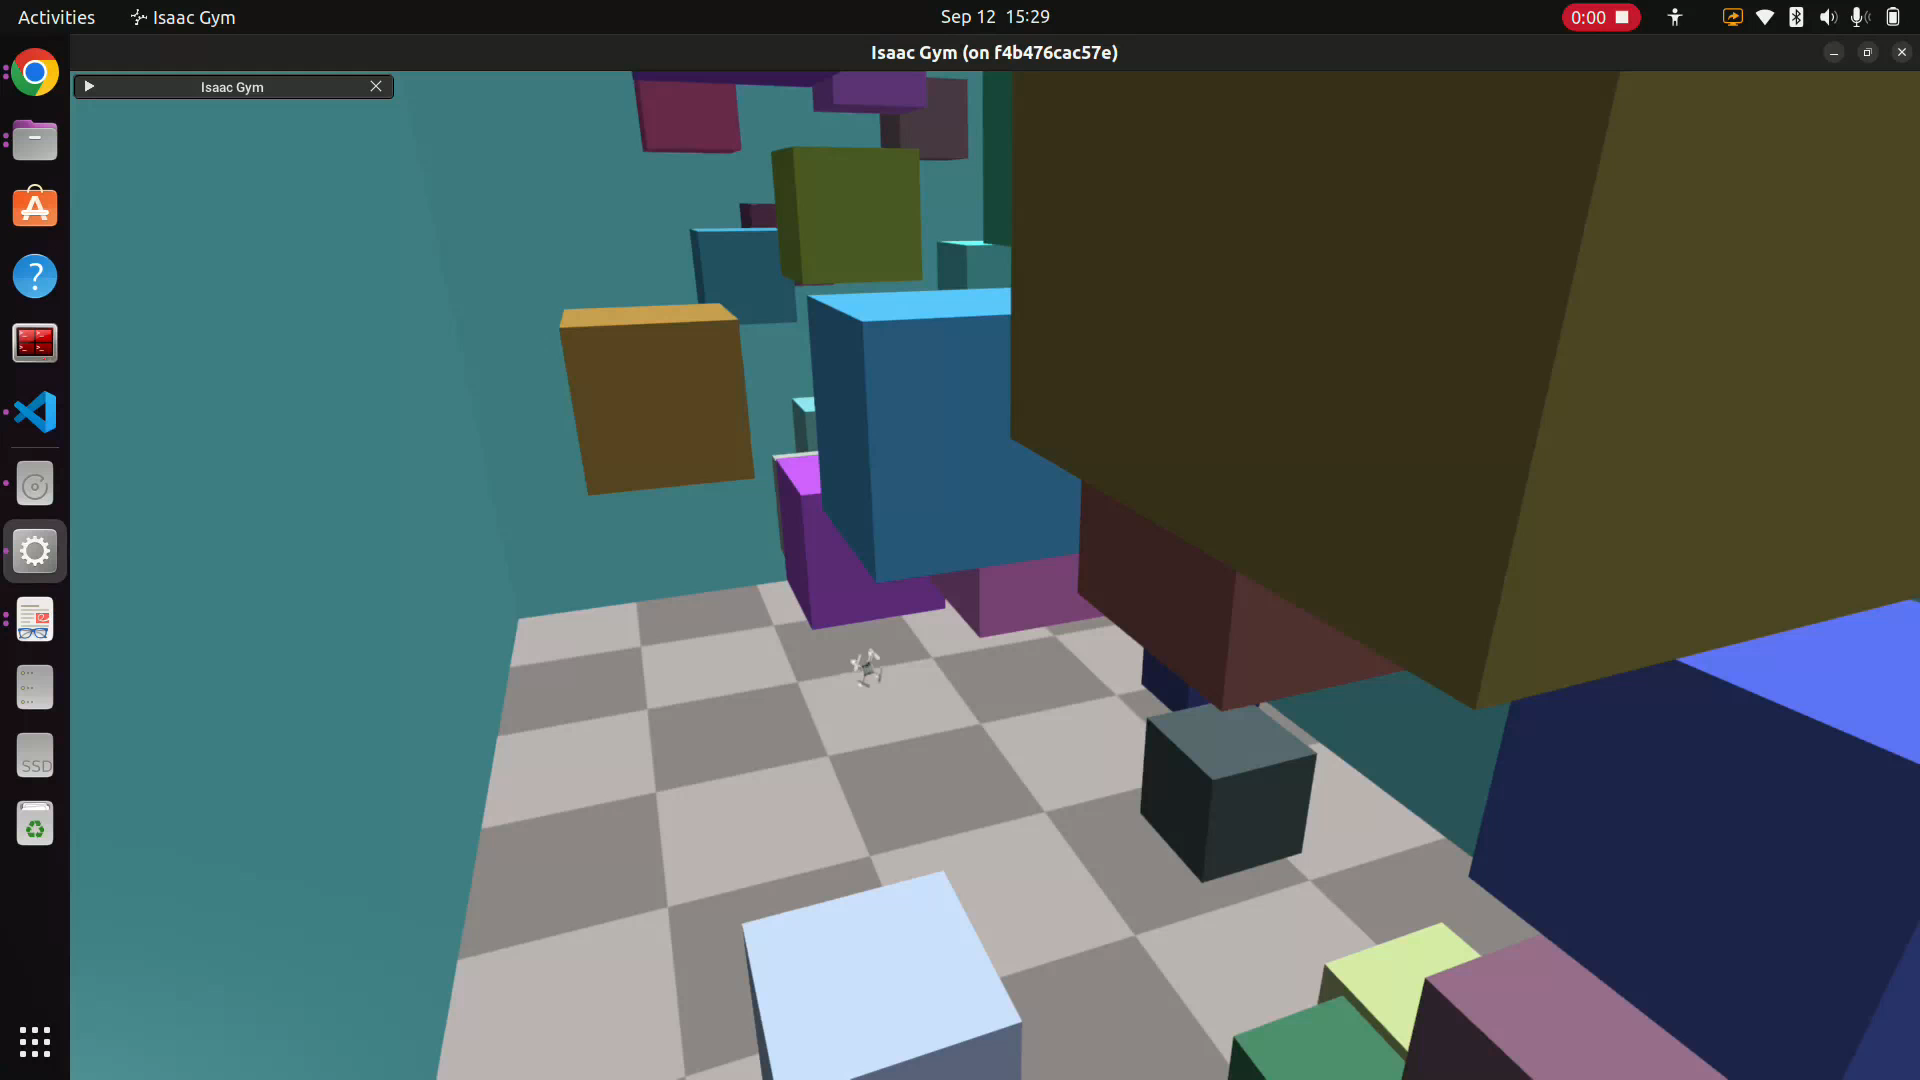 Activities
Isaac Gym
Sep 12 15:29
0:00
Isaac Gym (on f4b476cac57e)
Isaac Gym
?
SSD